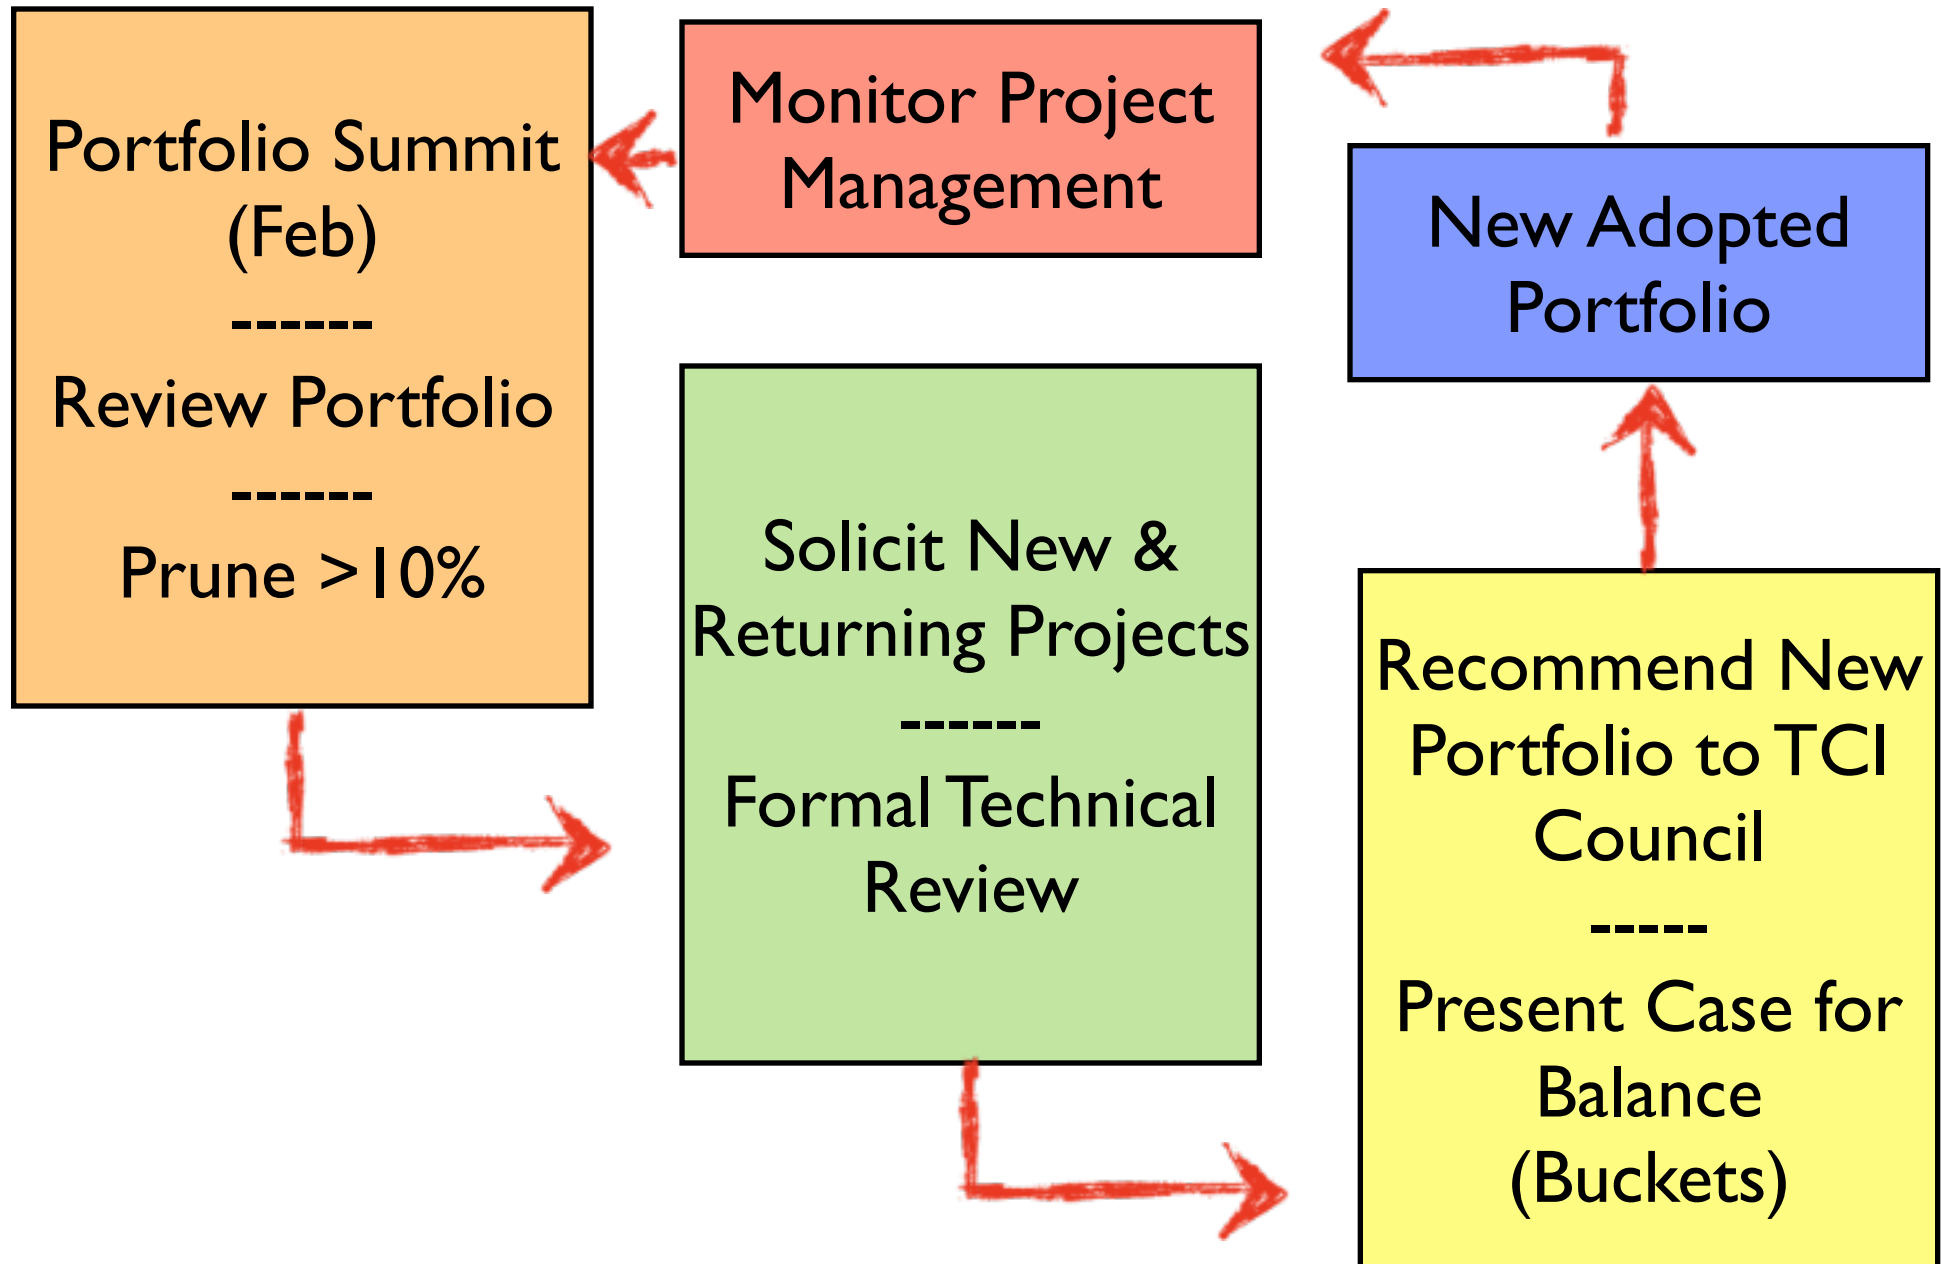 Portfolio Summit
(Feb)
------
Review Portfolio
------
Prune >10%
Monitor Project
Management
New Adopted
Portfolio
Solicit New &
Returning Projects
------
Formal Technical
Review
Recommend New
Portfolio to TCI
Council
-----
Present Case for
Balance
(Buckets)